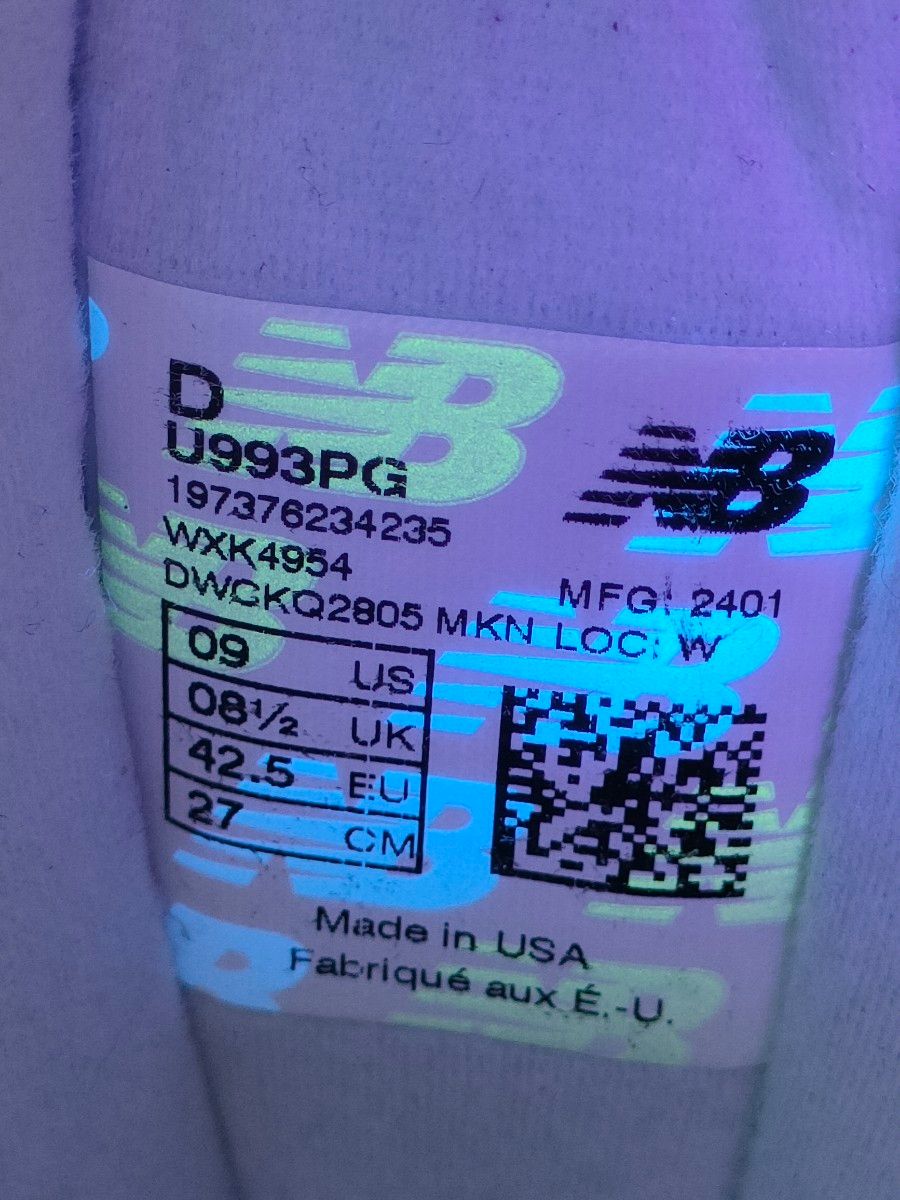 D
U993PG
197376234235
WXK4954
DWGKQ2805 MKN LOC: W
MFG: 2401
09 US
08½ UK
42.5 EU
27 CM
Made in USA
Fabriqué aux É.-U.